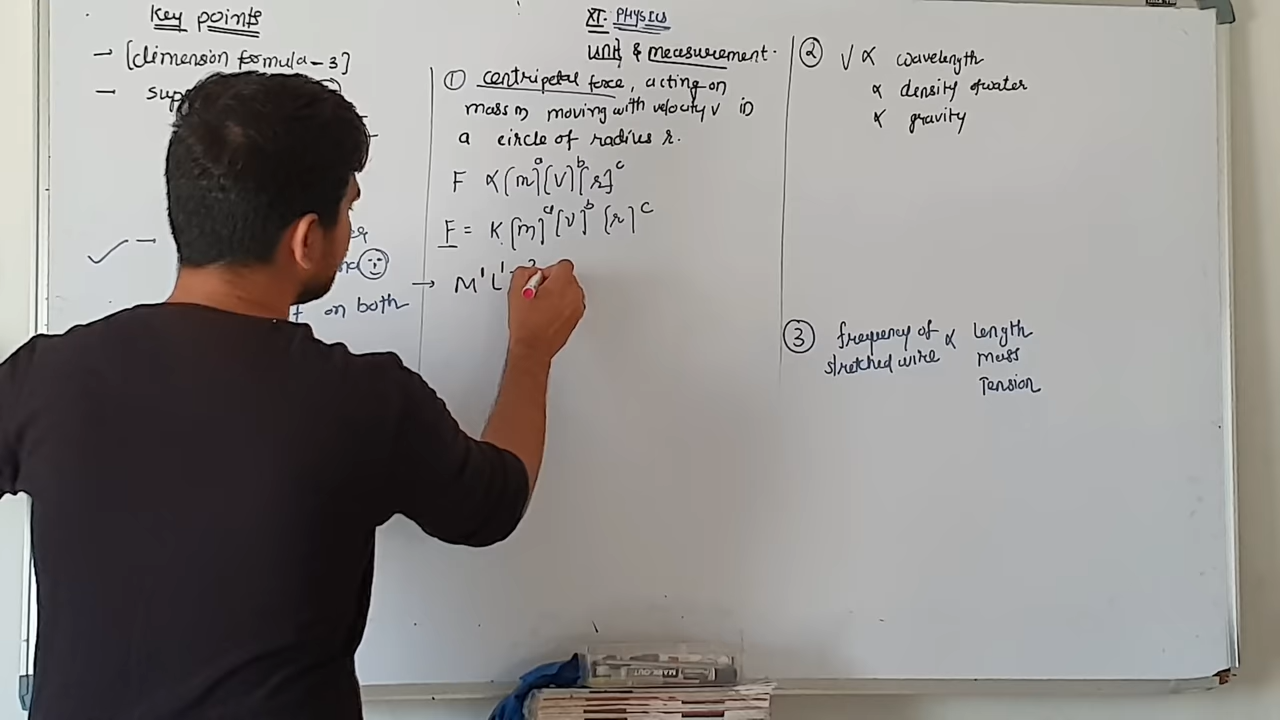 Key points
→ [dimension formula - 3]
→ sup
on both →
XI - PHYSICS
Unit & measurement.
① centripetal force, acting on
mass m moving with velocity v in
a circle of radius r.
F ∝ [m]^a [V]^b [r]^c
F = K [m]^a [v]^b [r]^c
M¹ L¹
② V ∝ wavelength
∝ density of water
∝ gravity
③ frequency of ∝ length
stretched wire mass
Tension